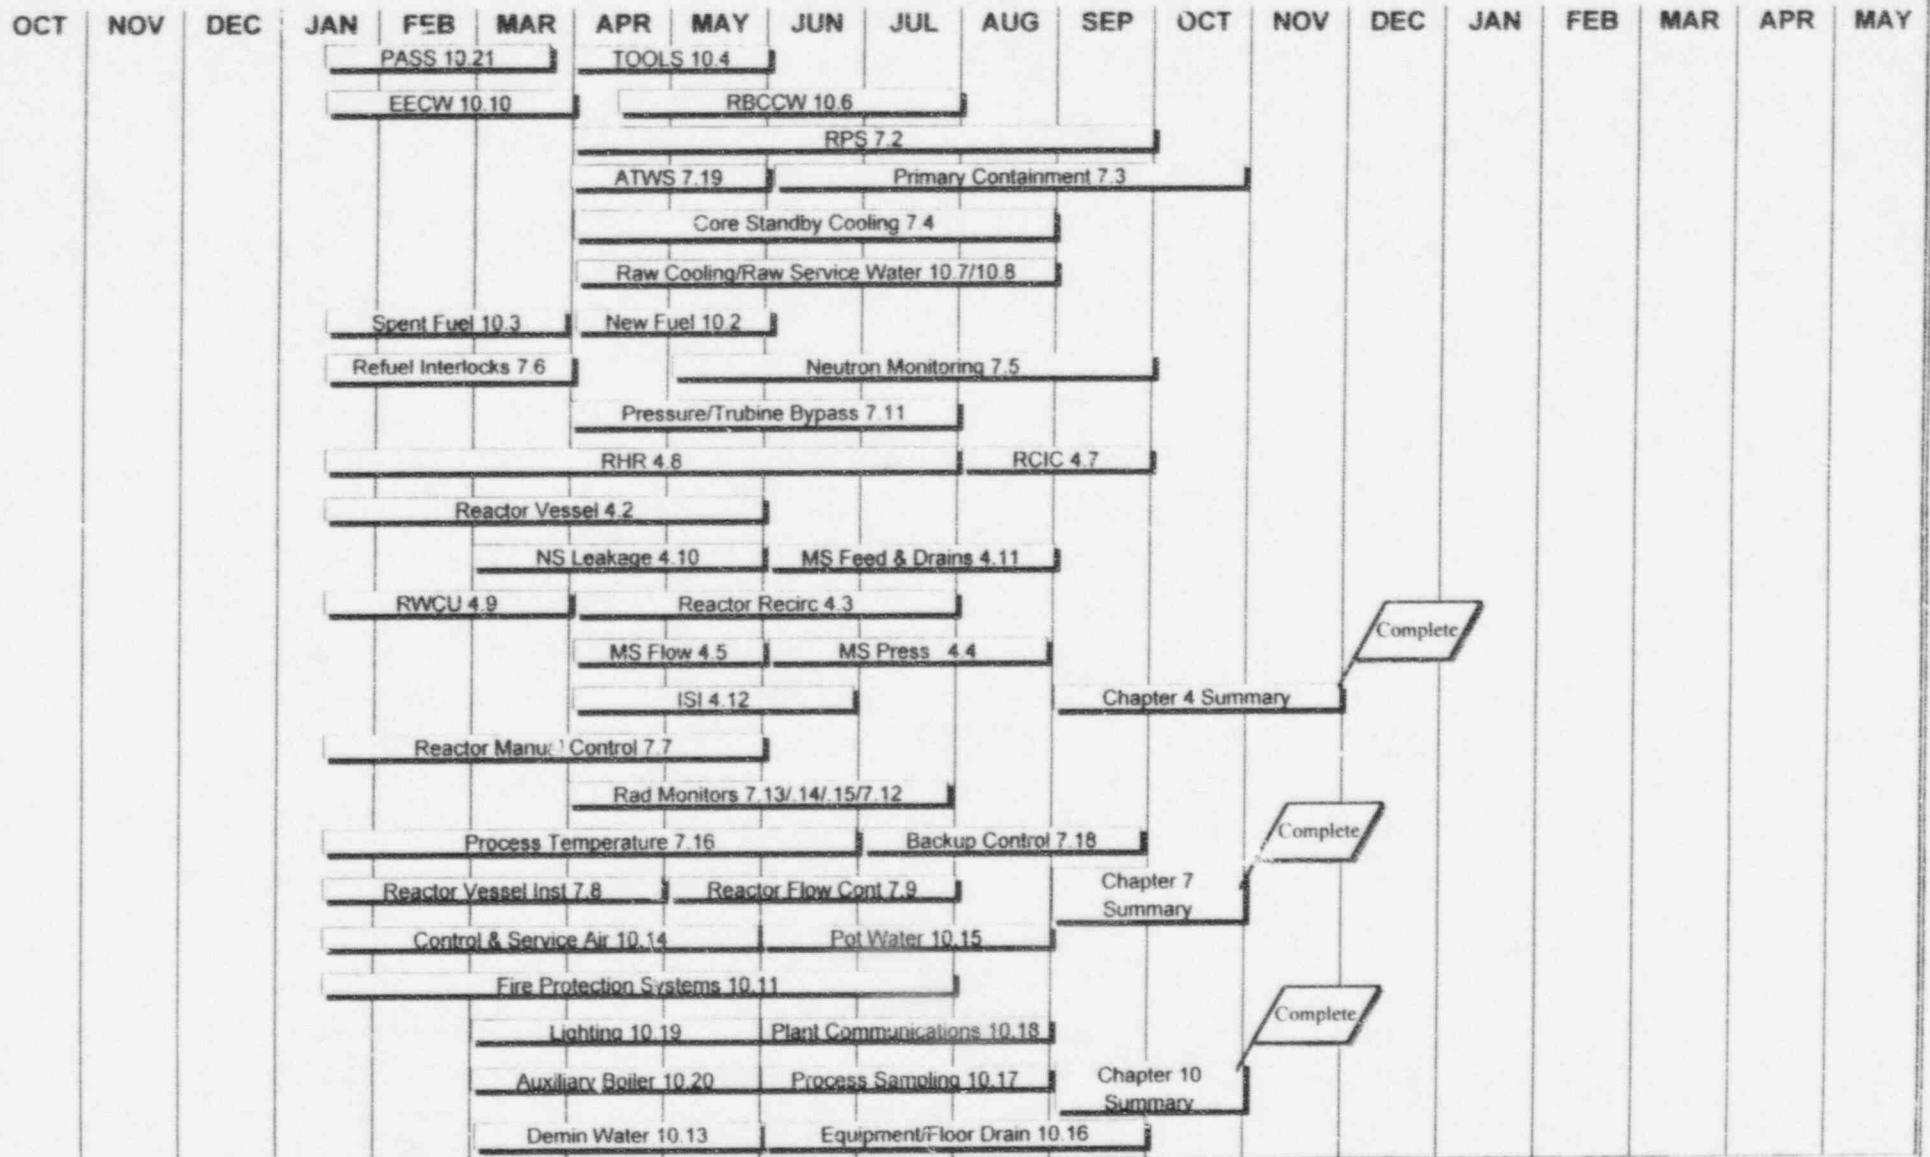 OCT NOV DEC JAN FEB MAR APR MAY JUN JUL AUG SEP OCT NOV DEC JAN FEB MAR APR MAY
PASS 10.21 TOOLS 10.4
EECW 10.10 RBCCW 10.6
RPS 7.2
ATWS 7.19 Primary Containment 7.3
Core Standby Cooling 7.4
Raw Cooling/Raw Service Water 10.7/10.8
Spent Fuel 10.3 New Fuel 10.2
Refuel Interlocks 7.6 Neutron Monitoring 7.5
Pressure/Trubine Bypass 7.11
RHR 4.8 RCIC 4.7
Reactor Vessel 4.2
NS Leakage 4.10 MS Feed & Drains 4.11
RWCU 4.9 Reactor Recirc 4.3
Complete
MS Flow 4.5 MS Press 4.4
ISI 4.12 Chapter 4 Summary
Reactor Manual Control 7.7
Rad Monitors 7.13/.14/.15/7.12
Complete
Process Temperature 7.16 Backup Control 7.18
Reactor Vessel Inst 7.8 Reactor Flow Cont 7.9
Chapter 7
Summary
Control & Service Air 10.14 Pot Water 10.15
Fire Protection Systems 10.11
Complete
Lighting 10.19 Plant Communications 10.18
Auxiliary Boiler 10.20 Process Sampling 10.17
Chapter 10
Summary
Demin Water 10.13 Equipment/Floor Drain 10.16